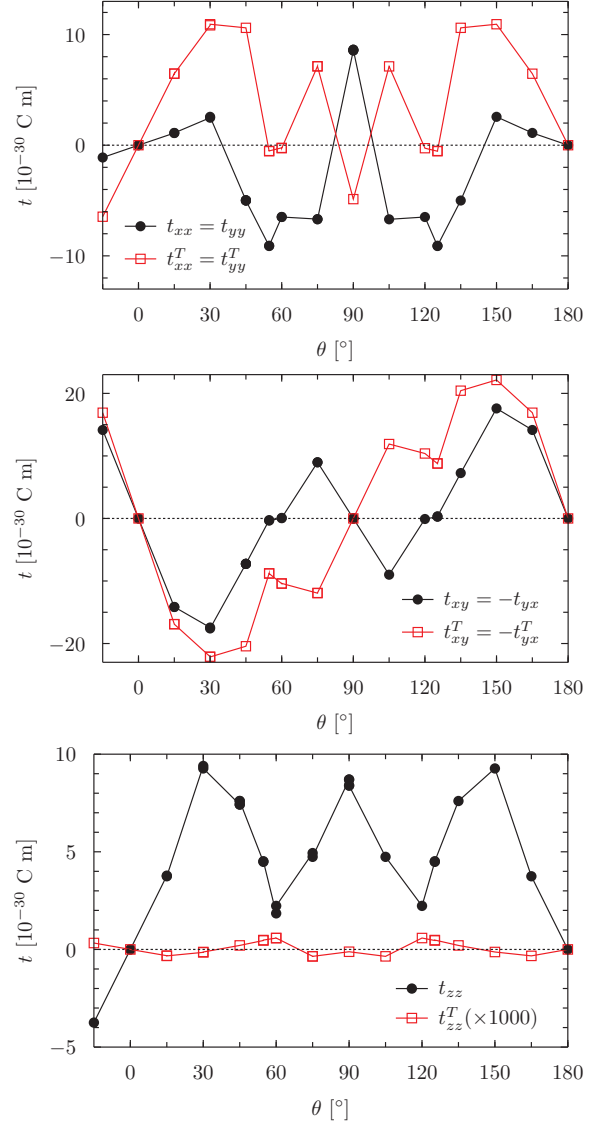 10
0
−10
t [10⁻³⁰ C m]
t_xx = t_yy
t^T_xx = t^T_yy
0 30 60 90 120 150 180
θ [°]
20
0
−20
t [10⁻³⁰ C m]
t_xy = −t_yx
t^T_xy = −t^T_yx
0 30 60 90 120 150 180
θ [°]
10
5
0
−5
t [10⁻³⁰ C m]
t_zz
t^T_zz(×1000)
0 30 60 90 120 150 180
θ [°]